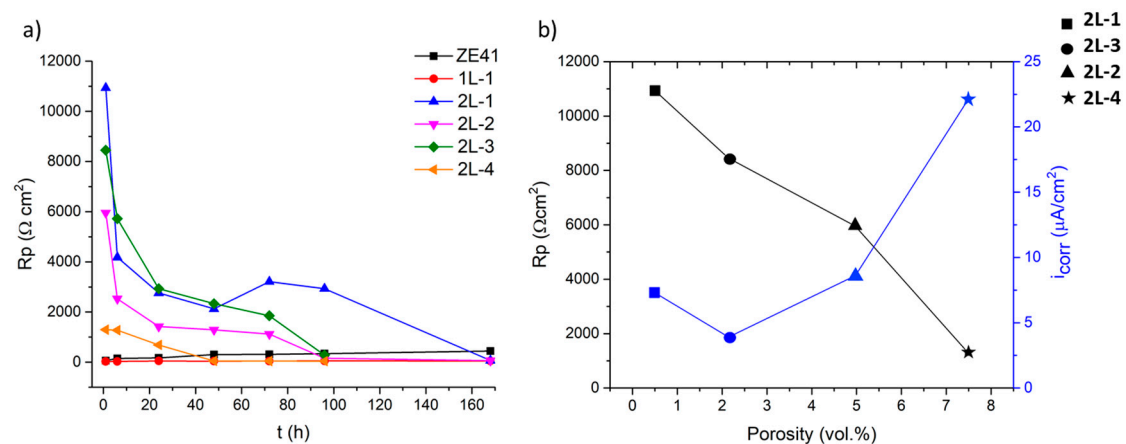 a)
ZE41
1L-1
2L-1
2L-2
2L-3
2L-4
12000
10000
8000
6000
4000
2000
0
Rp (Ω cm²)
0 20 40 60 80 100 120 140 160
t (h)
b)
2L-1
2L-3
2L-2
2L-4
12000
10000
8000
6000
4000
2000
0
Rp (Ωcm²)
25
20
15
10
5
0
i_corr (µA/cm²)
0 1 2 3 4 5 6 7 8
Porosity (vol.%)